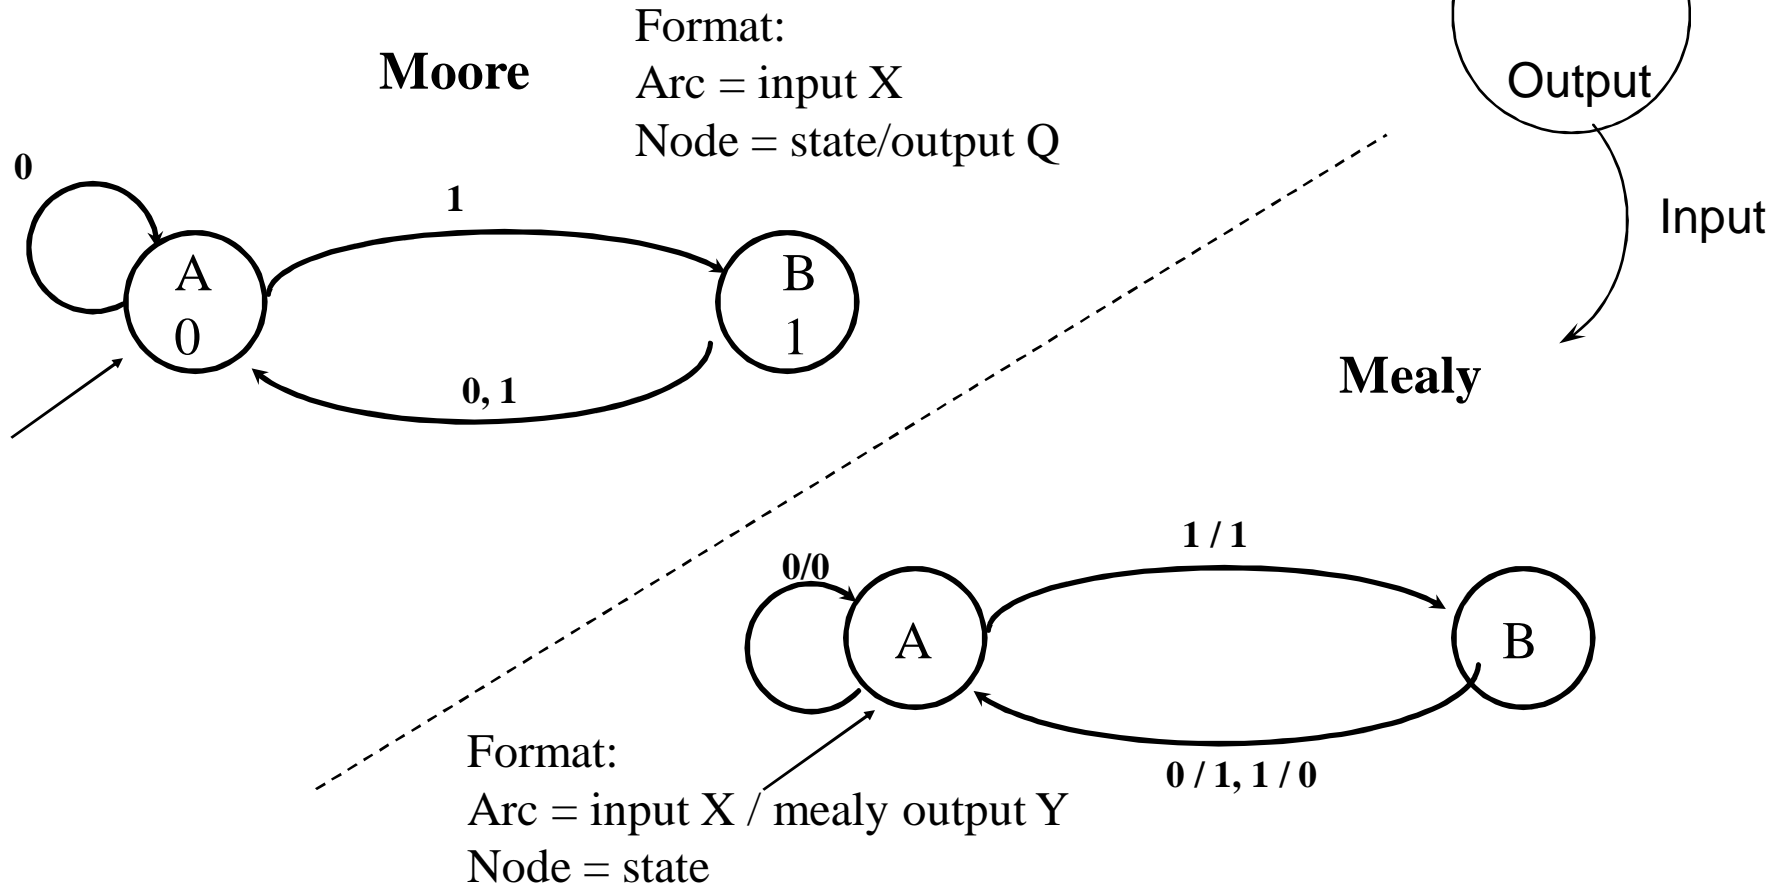 Moore
Format:
Arc = input X
Node = state/output Q
Output
Input
0
1
A
0
B
1
0, 1
Mealy
1 / 1
0/0
A
B
0 / 1, 1 / 0
Format:
Arc = input X / mealy output Y
Node = state